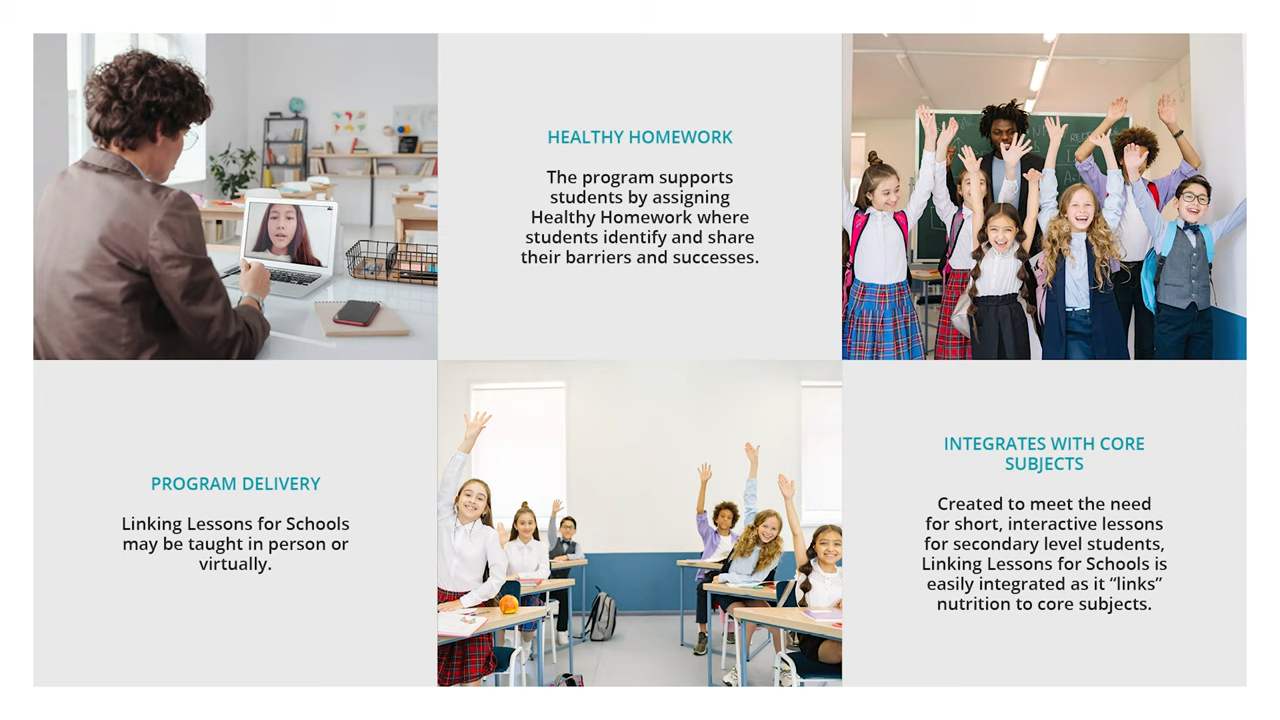 HEALTHY HOMEWORK
The program supports
students by assigning
Healthy Homework where
students identify and share
their barriers and successes.
PROGRAM DELIVERY
Linking Lessons for Schools
may be taught in person or
virtually.
INTEGRATES WITH CORE
SUBJECTS
Created to meet the need
for short, interactive lessons
for secondary level students,
Linking Lessons for Schools is
easily integrated as it “links”
nutrition to core subjects.